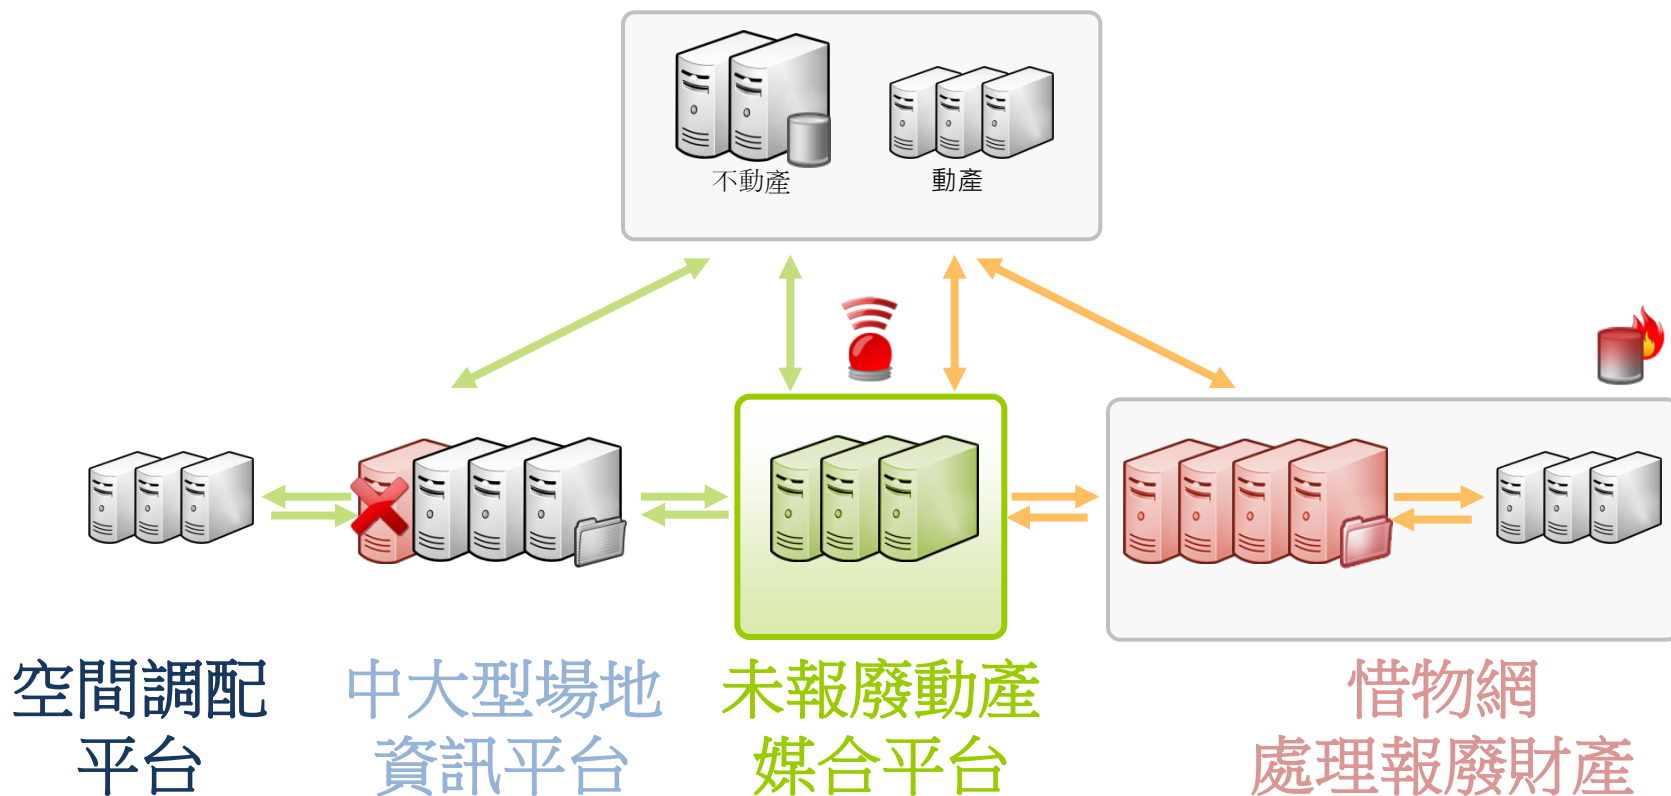 不動產
動產
空間調配
平台
中大型場地
資訊平台
未報廢動產
媒合平台
惜物網
處理報廢財產